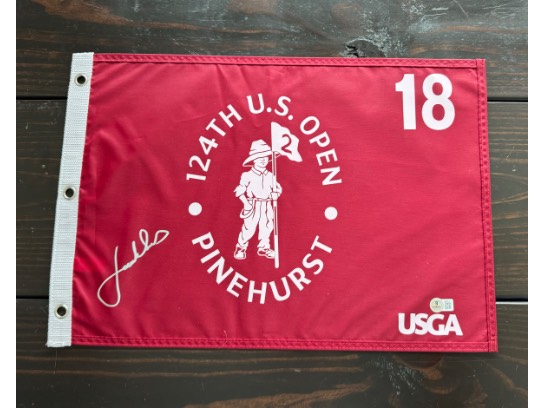 18
124TH U.S. OPEN
2
PINEHURST
USGA